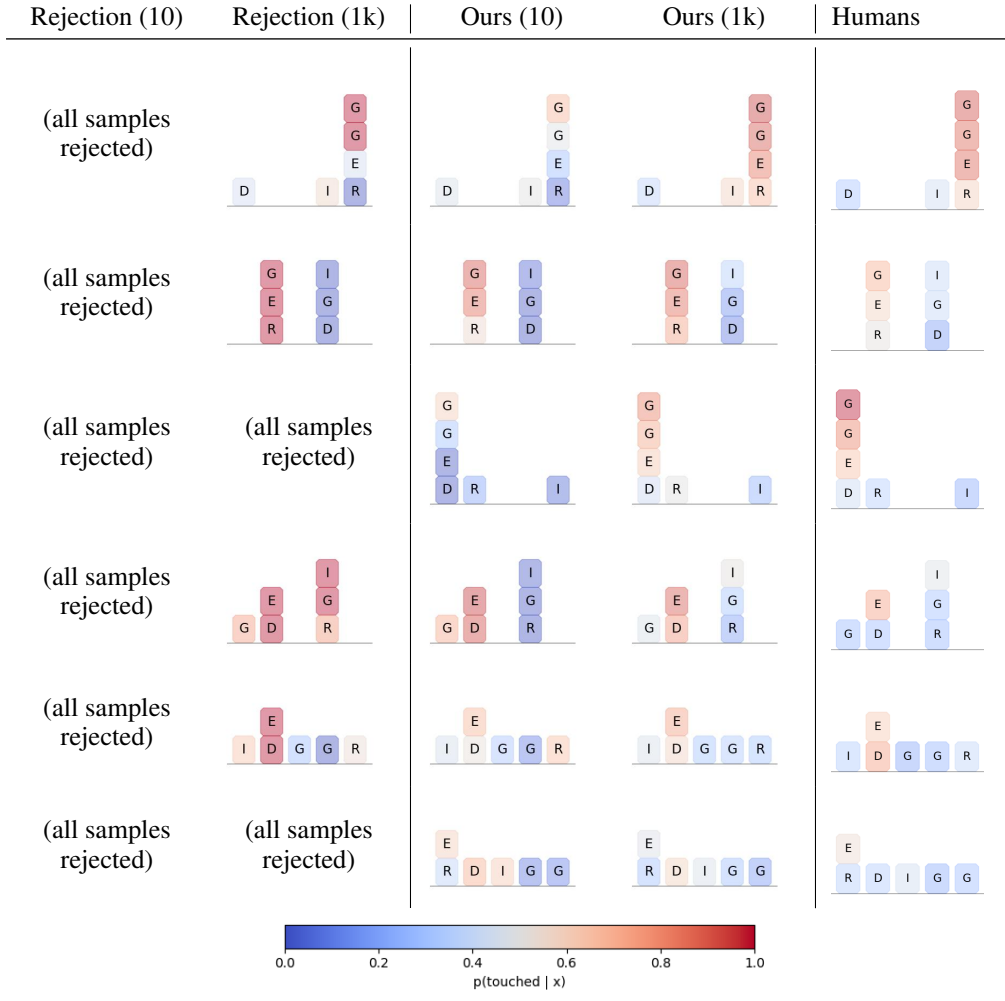 Rejection (10) Rejection (1k) Ours (10) Ours (1k) Humans
(all samples
rejected)
G
G
E
D I R
G
G
E
D I R
G
G
E
D I R
G
G
E
D I R
(all samples
rejected)
G I
E G
R D
G I
E G
R D
G I
E G
R D
G I
E G
R D
(all samples
rejected)
(all samples
rejected)
G
G
E
D R I
G
G
E
D R I
G
G
E
D R I
(all samples
rejected)
I
E G
G D R
I
E G
G D R
I
E G
G D R
I
E G
G D R
(all samples
rejected)
E
I D G G R
E
I D G G R
E
I D G G R
E
I D G G R
(all samples
rejected)
(all samples
rejected)
E
R D I G G
E
R D I G G
E
R D I G G
0.0 0.2 0.4 0.6 0.8 1.0
p(touched | x)